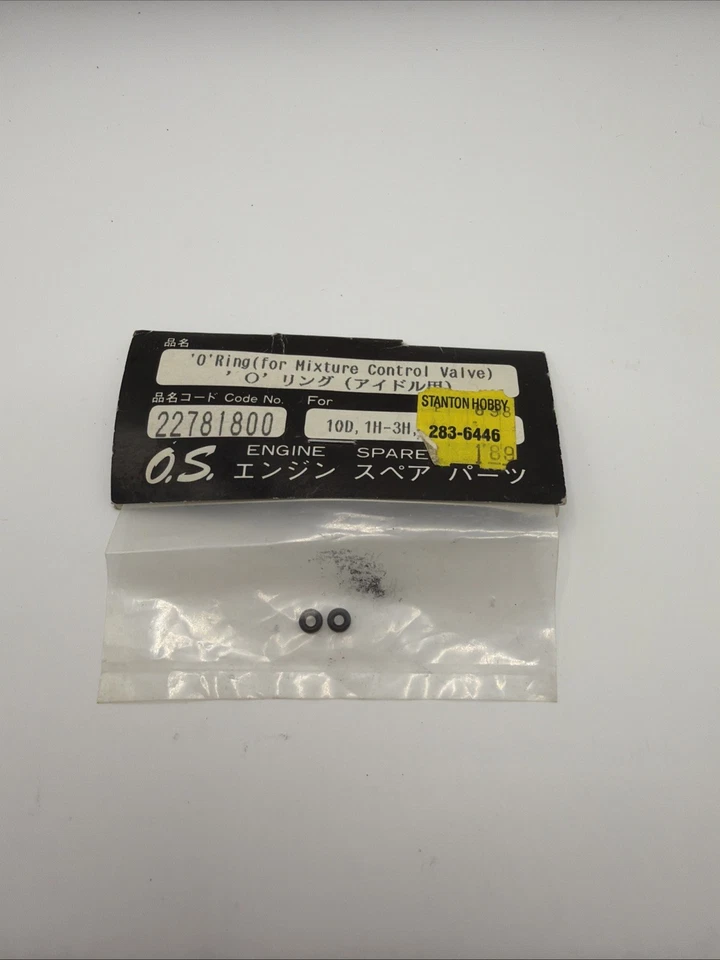 品名
'O'Ring(for Mixture Control Valve)
'O' リング (アイドル用)
品名コード Code No. For
22781800 10D,1H-3H,
STANTON HOBBY
283-6446
189
O.S. ENGINE SPARE
エンジン スペア パーツ